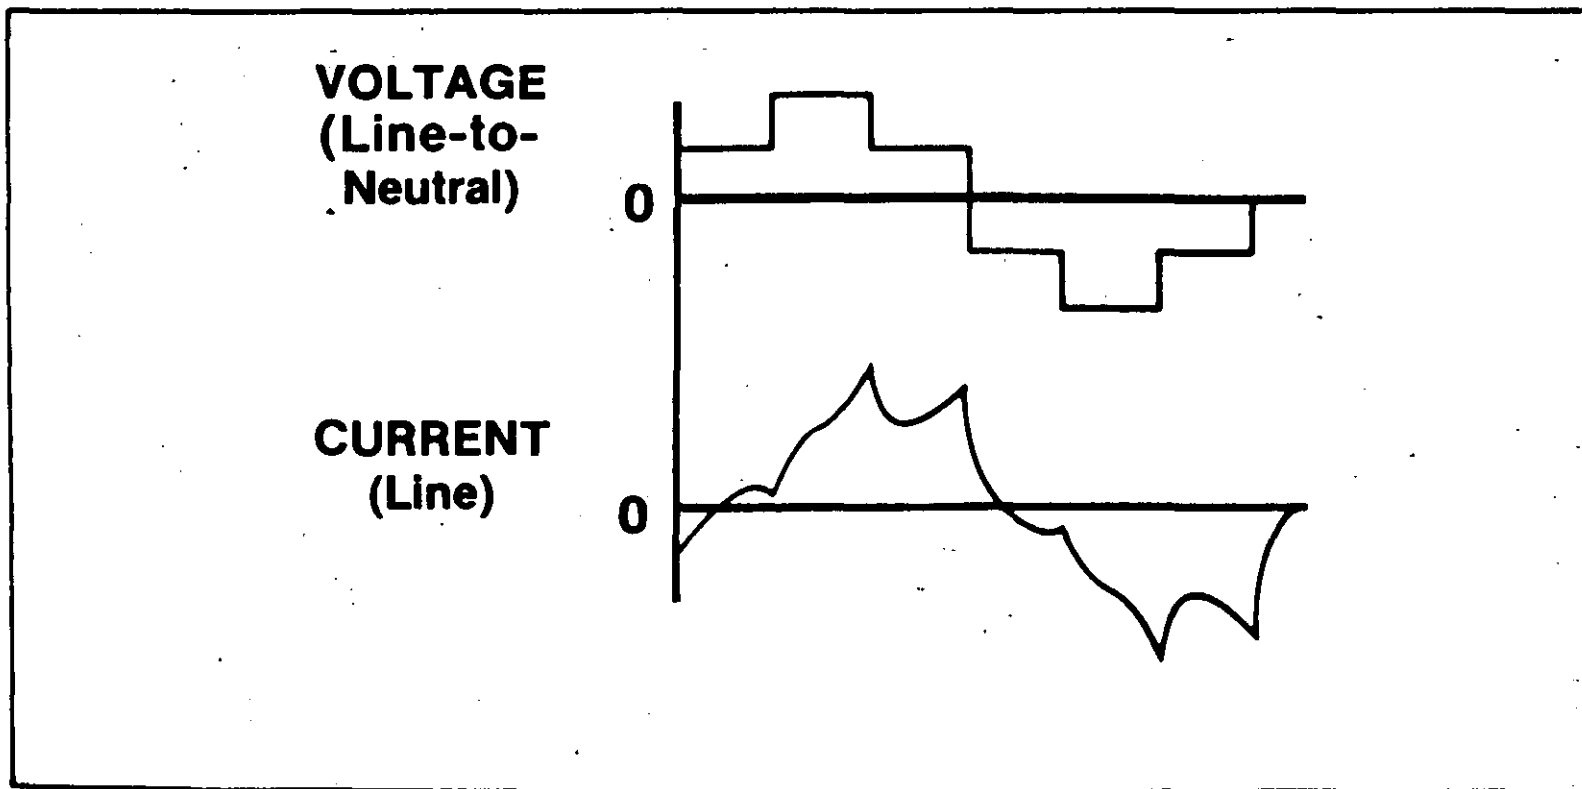 VOLTAGE
(Line-to-
Neutral)
0
CURRENT
(Line)
0